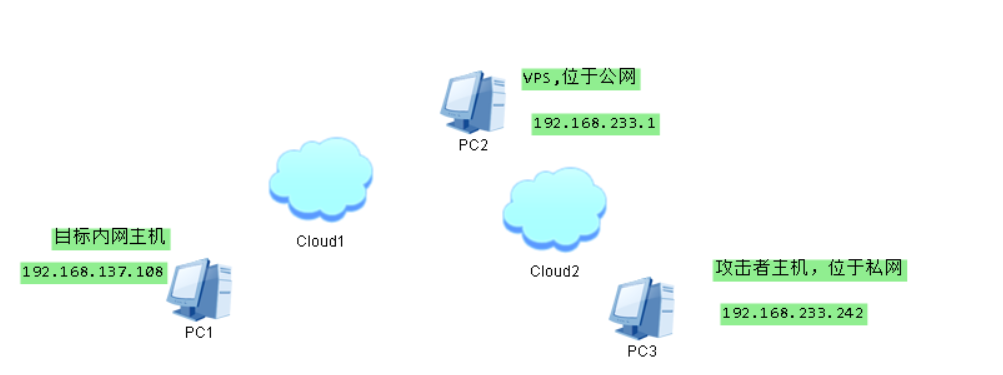 VPS,位于公网
192.168.233.1
PC2
Cloud1
目标内网主机
192.168.137.108
PC1
Cloud2
攻击者主机，位于私网
192.168.233.242
PC3